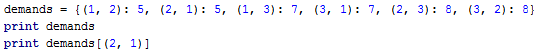 demands = {(1, 2): 5, (2, 1): 5, (1, 3): 7, (3, 1): 7, (2, 3): 8, (3, 2): 8}
print demands
print demands[(2, 1)]